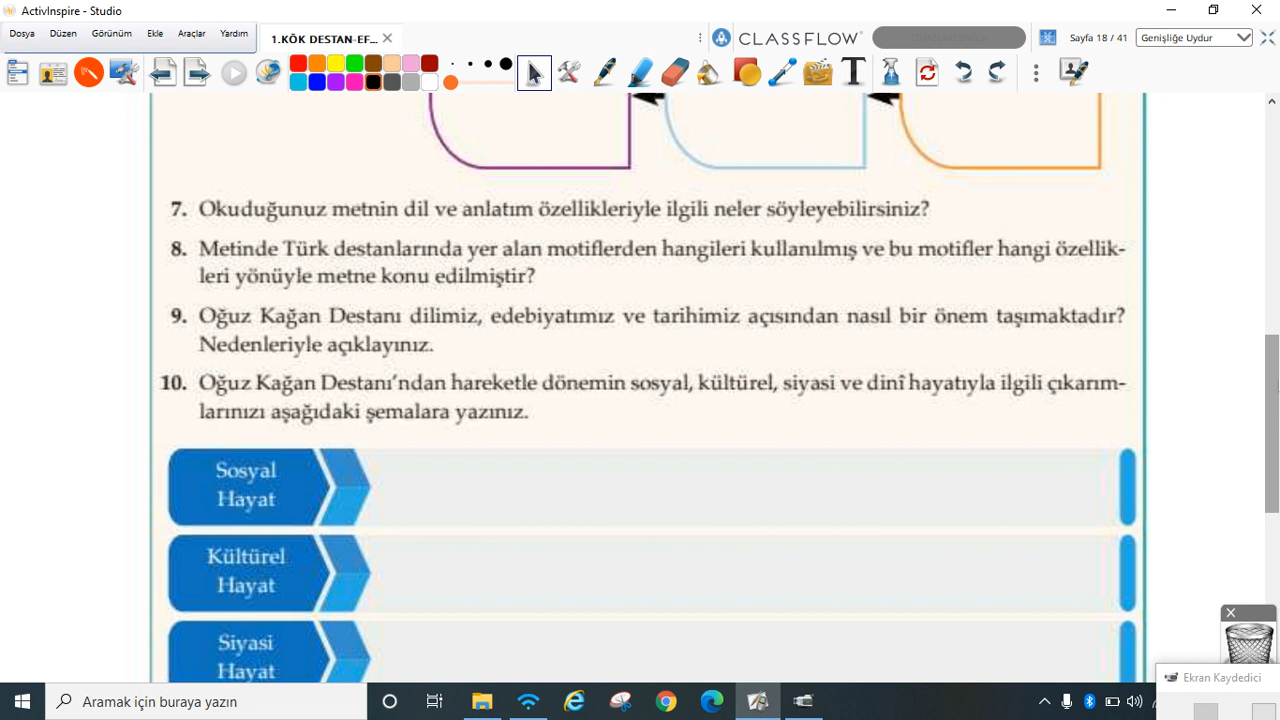 ActivInspire - Studio
Dosya Düzen Görünüm Ekle Araçlar Yardım
1.KÖK DESTAN-EF...
CLASSFLOW
Sayfa 18 / 41
Genişliğe Uydur
7. Okuduğunuz metnin dil ve anlatım özellikleriyle ilgili neler söyleyebilirsiniz?
8. Metinde Türk destanlarında yer alan motiflerden hangileri kullanılmış ve bu motifler hangi özellik-
leri yönüyle metne konu edilmiştir?
9. Oğuz Kağan Destanı dilimiz, edebiyatımız ve tarihimiz açısından nasıl bir önem taşımaktadır?
Nedenleriyle açıklayınız.
10. Oğuz Kağan Destanı'ndan hareketle dönemin sosyal, kültürel, siyasi ve dinî hayatıyla ilgili çıkarım-
larınızı aşağıdaki şemalara yazınız.
Sosyal
Hayat
Kültürel
Hayat
Siyasi
Hayat
Ekran Kaydedici
Aramak için buraya yazın